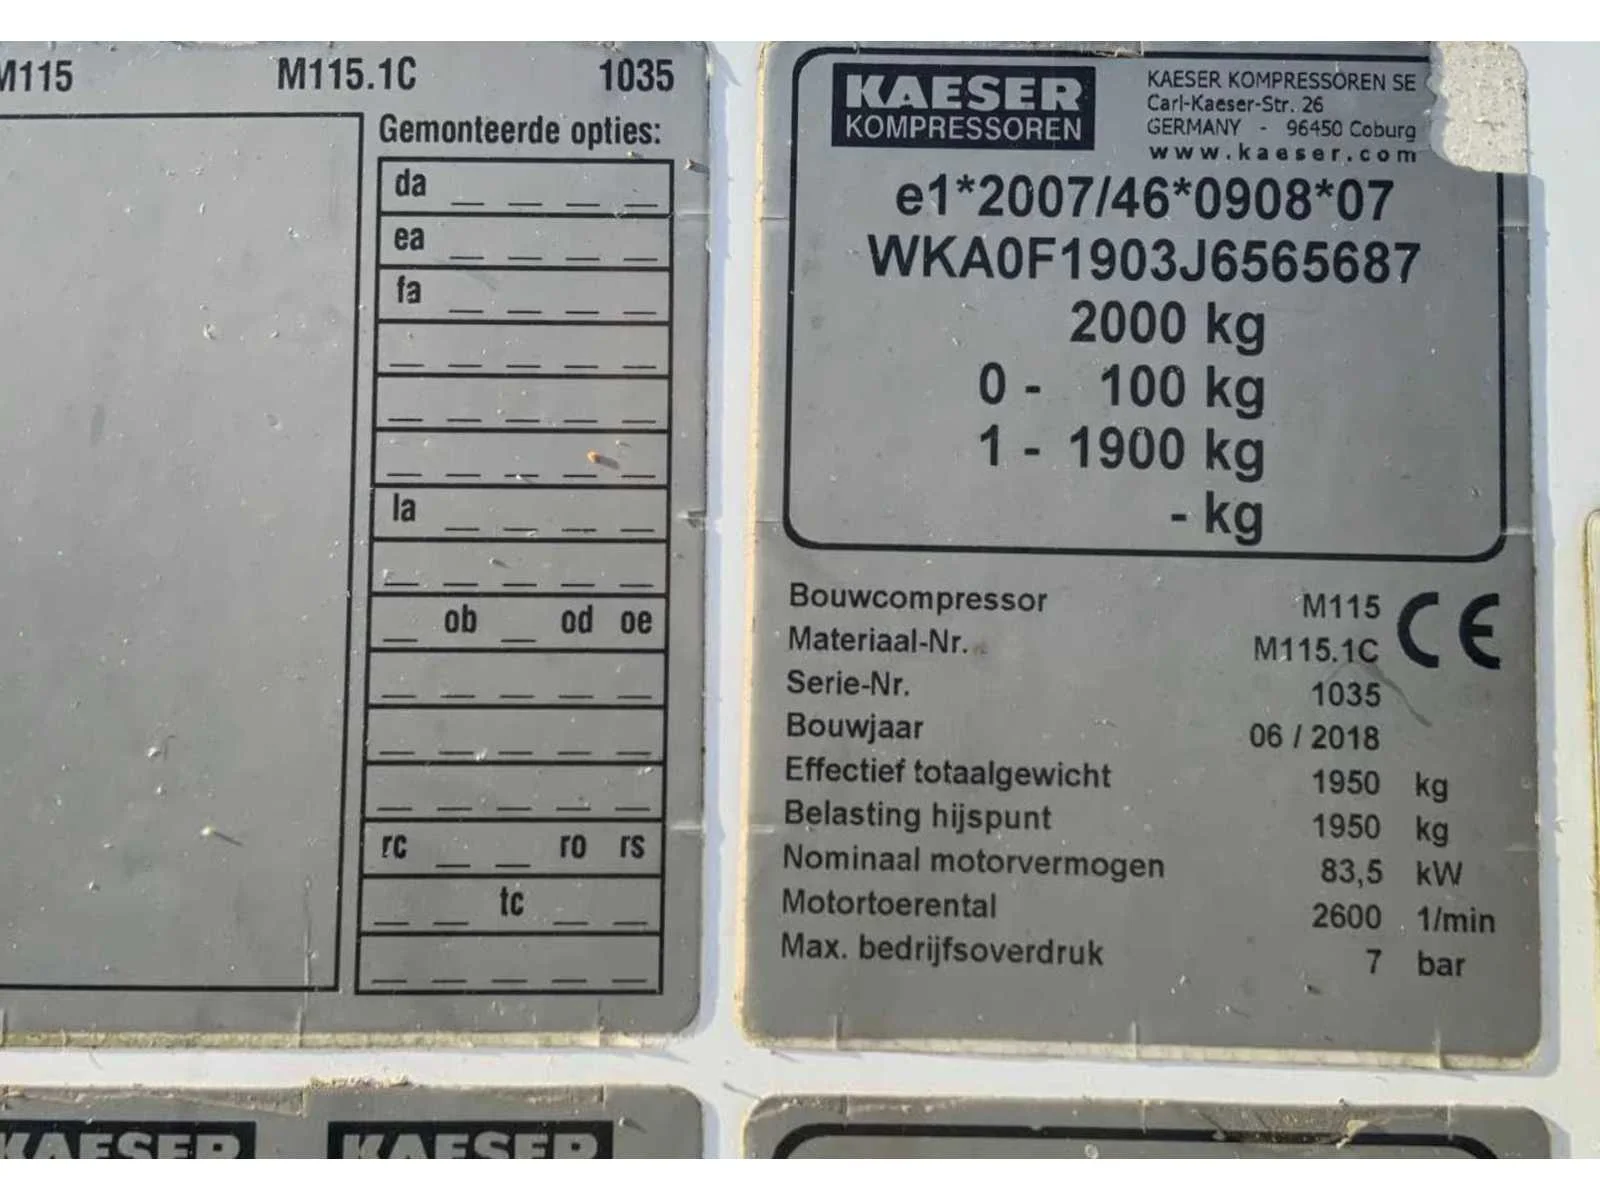 M115 M115.1C 1035
Gemonteerde opties:
da _ _ _ _
ea _ _ _ _
fa _ _ _ _
_ _ _ _ _
_ _ _ _ _
_ _ _ _ _
la _ _ _ _
_ _ _ _ _
_ ob _ od oe
_ _ _ _ _
_ _ _ _ _
_ _ _ _ _
rc _ _ ro rs
_ _ tc _ _
_ _ _ _ _
KAESER
KOMPRESSOREN
KAESER KOMPRESSOREN SE
Carl-Kaeser-Str. 26
GERMANY - 96450 Coburg
www.kaeser.com
e1*2007/46*0908*07
WKA0F1903J6565687
2000 kg
0 - 100 kg
1 - 1900 kg
- kg
Bouwcompressor M115
Materiaal-Nr. M115.1C
CE
Serie-Nr. 1035
Bouwjaar 06 / 2018
Effectief totaalgewicht 1950 kg
Belasting hijspunt 1950 kg
Nominaal motorvermogen 83,5 kW
Motortoerental 2600 1/min
Max. bedrijfsoverdruk 7 bar
KAESER KAESER